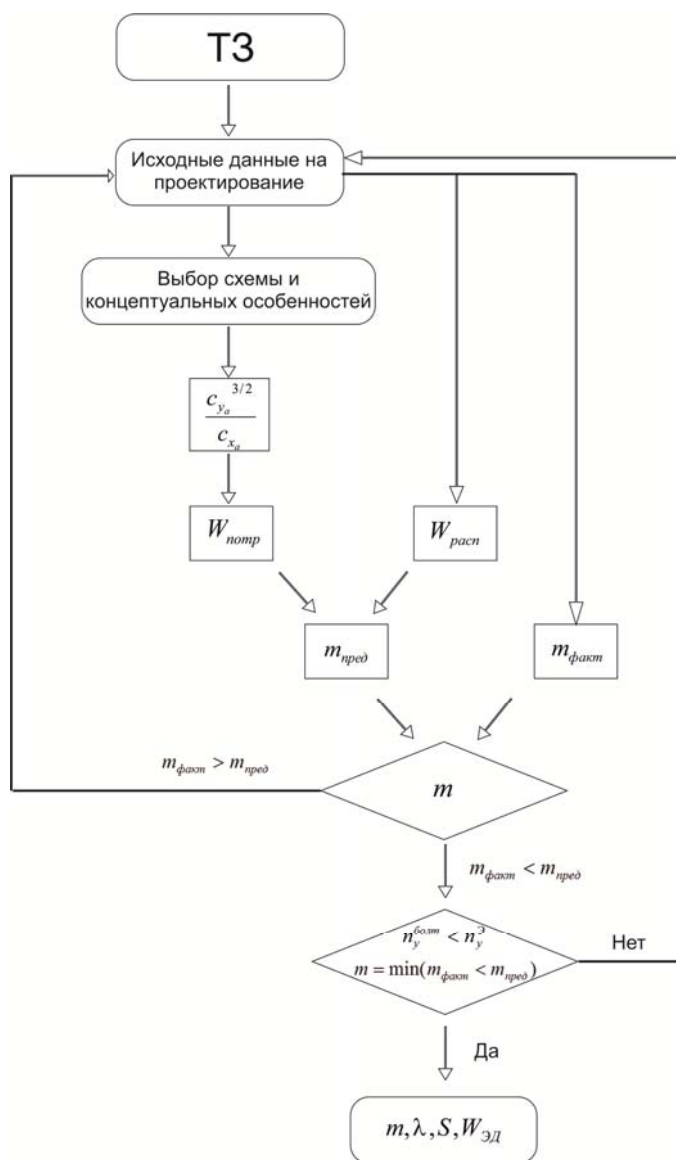 ТЗ
Исходные данные на
проектирование
Выбор схемы и
концептуальных особенностей
c_{y_a}^{3/2}
c_{x_a}
W_{потр}
W_{расп}
m_{пред}
m_{факт}
m_{факт} > m_{пред}
m
m_{факт} < m_{пред}
n_y^{болт} < n_y^Э
Нет
m = min(m_{факт} < m_{пред})
Да
m, λ, S, W_{ЭД}